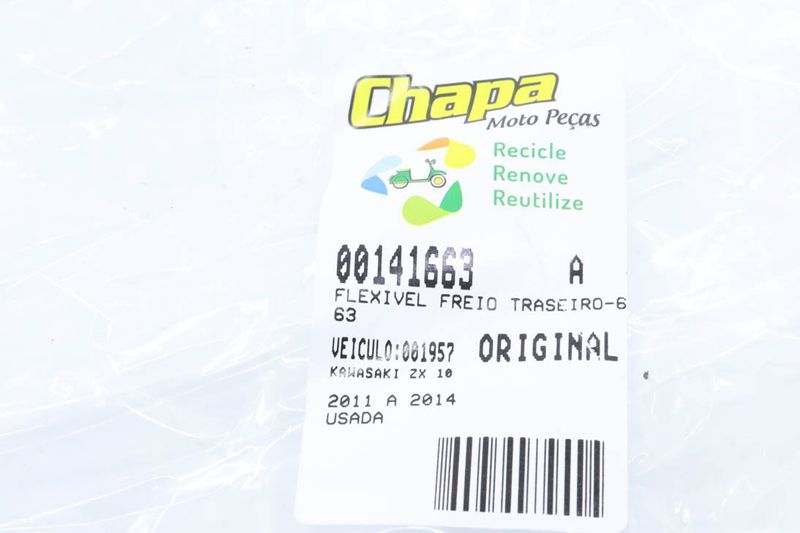 Chapa
Moto Peças
Recicle
Renove
Reutilize
00141663 A
FLEXIVEL FREIO TRASEIRO-6
63
VEICULO:001957 ORIGINAL
KAWASAKI ZX 10
2011 A 2014
USADA